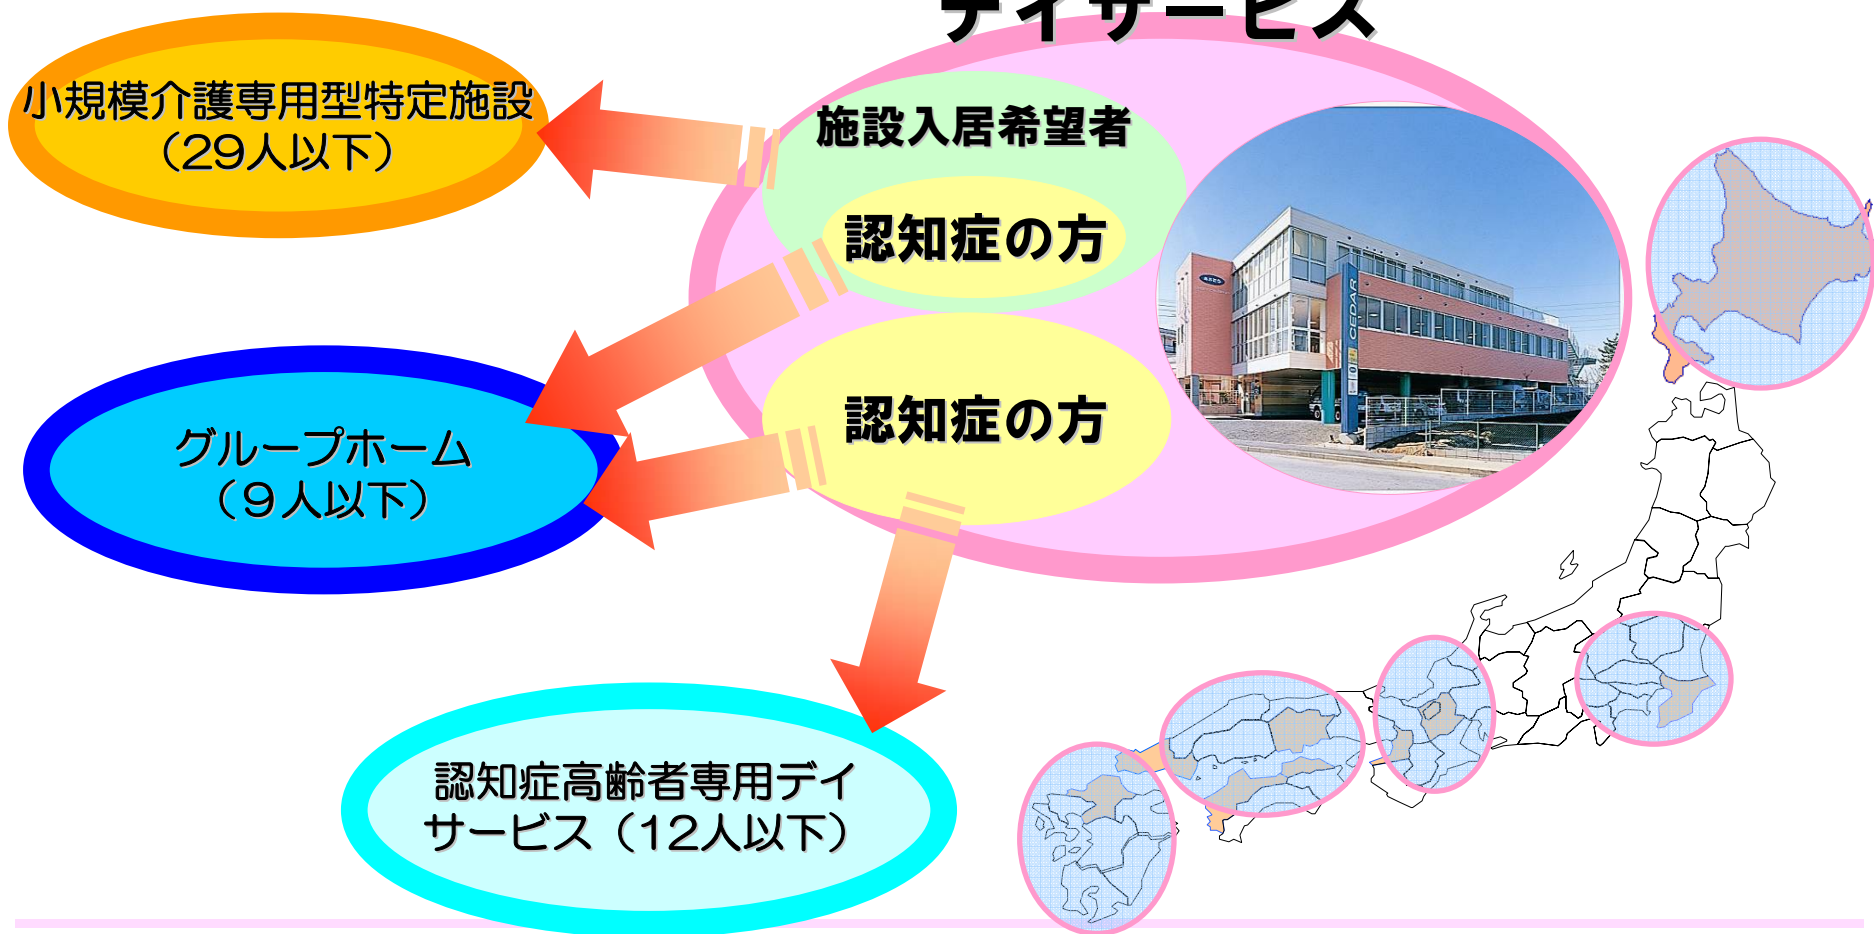 デイサービス
小規模介護専用型特定施設
（29人以下）
施設入居希望者
認知症の方
認知症の方
CEDAR
グループホーム
（９人以下）
認知症高齢者専用デイ
サービス（12人以下）